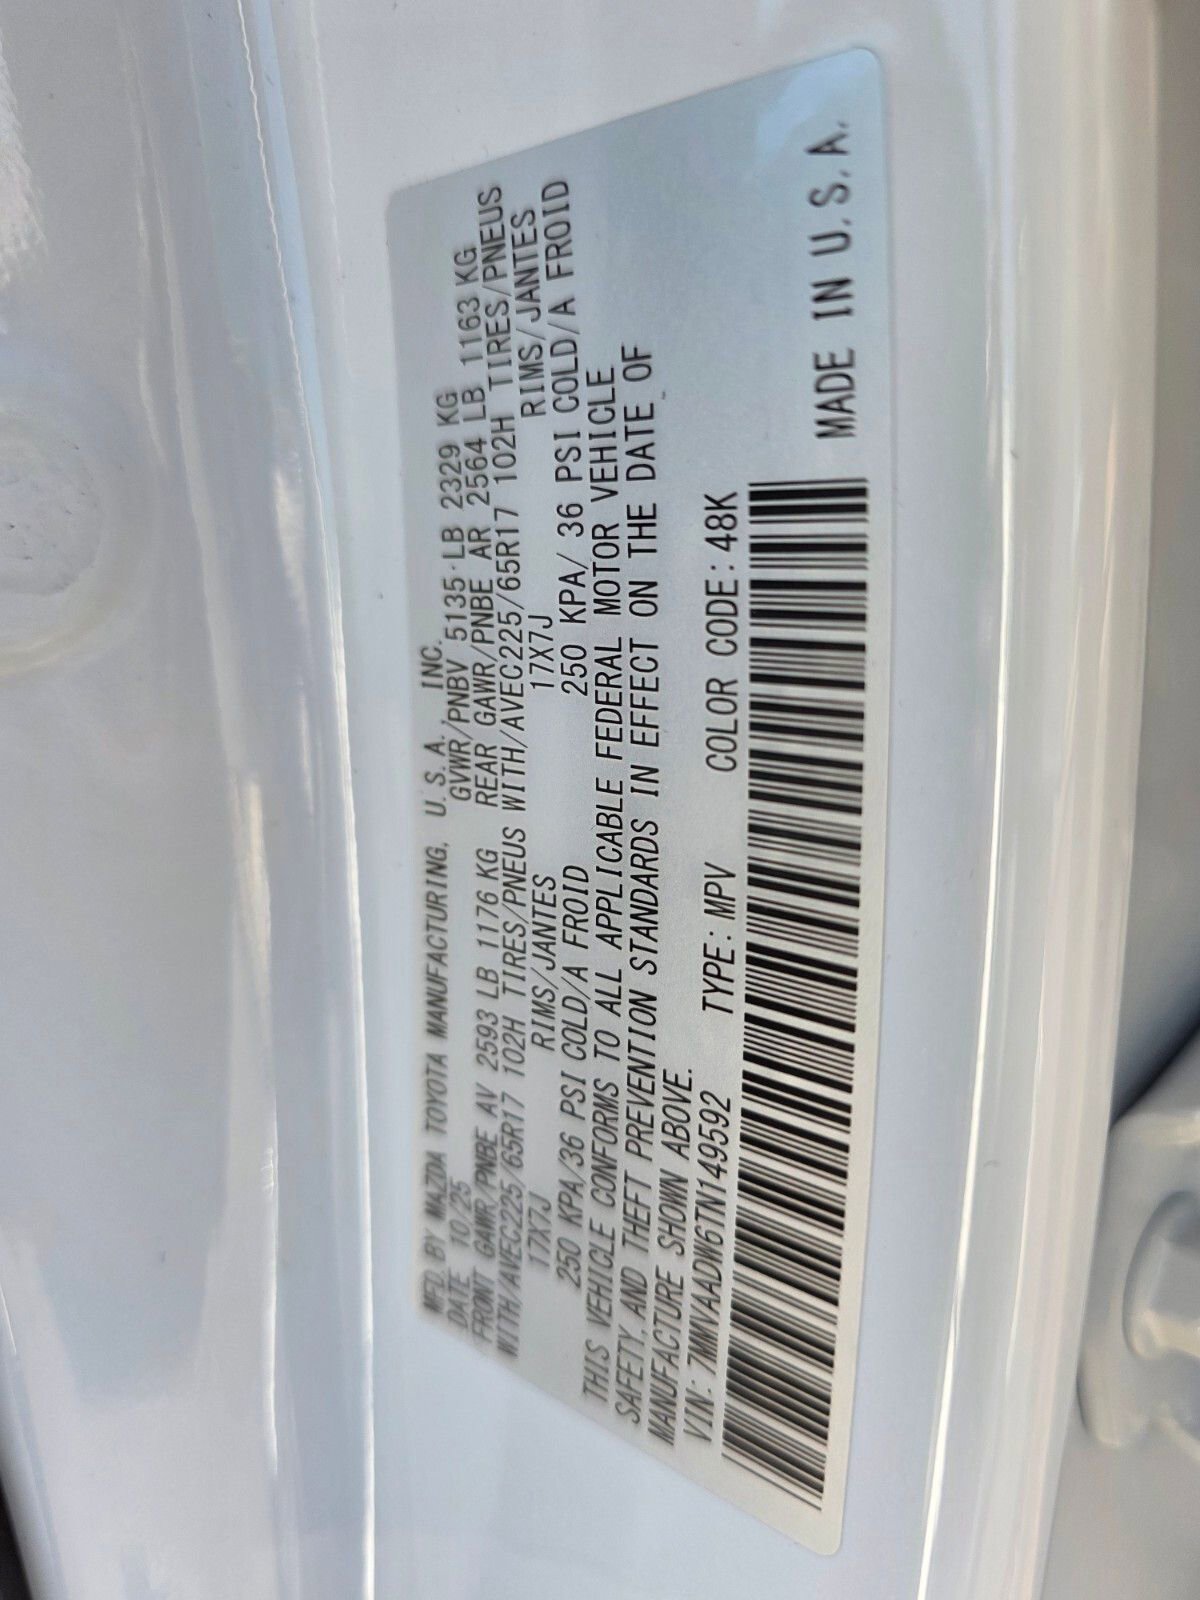 MFD. BY MAZDA TOYOTA MANUFACTURING, U.S.A., INC.
DATE 10/25 GVWR/PNBV 5135 LB 2329 KG
FRONT GAWR/PNBE AV 2593 LB 1176 KG REAR GAWR/PNBE AR 2564 LB 1163 KG
WITH/AVEC225/65R17 102H TIRES/PNEUS WITH/AVEC225/65R17 102H TIRES/PNEUS
17X7J RIMS/JANTES 17X7J RIMS/JANTES
250 KPA/36 PSI COLD/A FROID 250 KPA/ 36 PSI COLD/A FROID
THIS VEHICLE CONFORMS TO ALL APPLICABLE FEDERAL MOTOR VEHICLE
SAFETY, AND THEFT PREVENTION STANDARDS IN EFFECT ON THE DATE OF
MANUFACTURE SHOWN ABOVE.
VIN: 7MMVAADW6TN149592 TYPE: MPV COLOR CODE: 48K
MADE IN U.S.A.